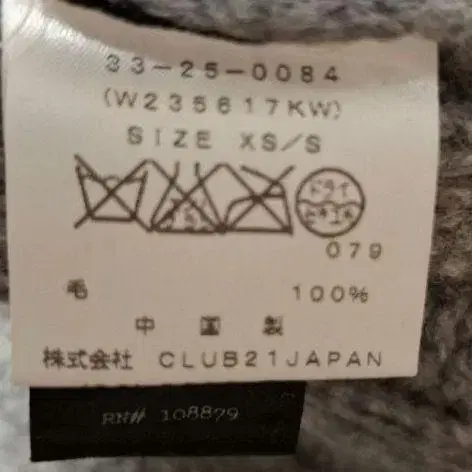 33-25-0084
(W235617KW)
SIZE XS/S
ドライ
079
毛 100%
中国製
株式会社 CLUB21JAPAN
RN# 108879